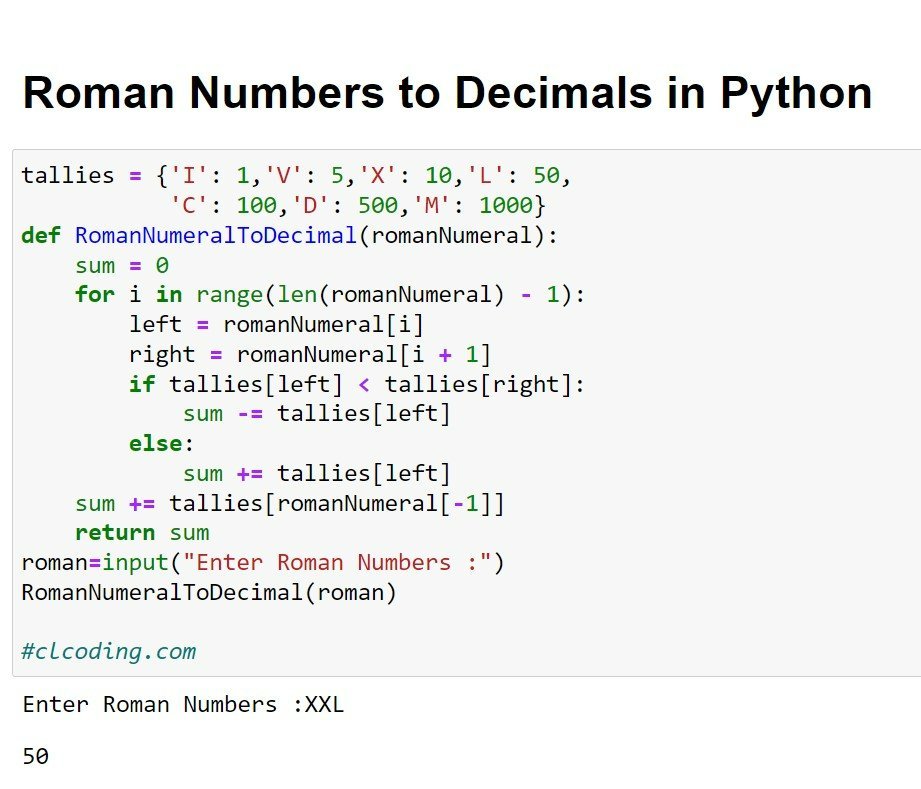 Roman Numbers to Decimals in Python
tallies = {'I': 1,'V': 5,'X': 10,'L': 50,
           'C': 100,'D': 500,'M': 1000}
def RomanNumeralToDecimal(romanNumeral):
    sum = 0
    for i in range(len(romanNumeral) - 1):
        left = romanNumeral[i]
        right = romanNumeral[i + 1]
        if tallies[left] < tallies[right]:
            sum -= tallies[left]
        else:
            sum += tallies[left]
    sum += tallies[romanNumeral[-1]]
    return sum
roman=input("Enter Roman Numbers :")
RomanNumeralToDecimal(roman)
#clcoding.com
Enter Roman Numbers :XXL
50